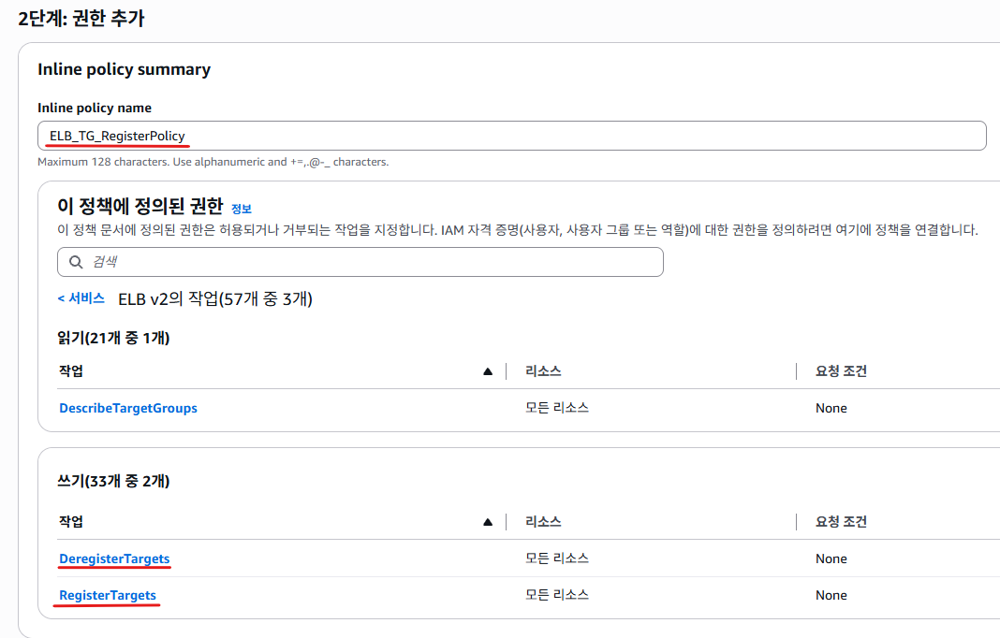 2단계: 권한 추가
Inline policy summary
Inline policy name
ELB_TG_RegisterPolicy
Maximum 128 characters. Use alphanumeric and +=,.@-_ characters.
이 정책에 정의된 권한 정보
이 정책 문서에 정의된 권한은 허용되거나 거부되는 작업을 지정합니다. IAM 자격 증명(사용자, 사용자 그룹 또는 역할)에 대한 권한을 정의하려면 여기에 정책을 연결합니다.
검색
< 서비스 ELB v2의 작업(57개 중 3개)
읽기(21개 중 1개)
작업 ▲ 리소스 요청 조건
DescribeTargetGroups 모든 리소스 None
쓰기(33개 중 2개)
작업 ▲ 리소스 요청 조건
DeregisterTargets 모든 리소스 None
RegisterTargets 모든 리소스 None